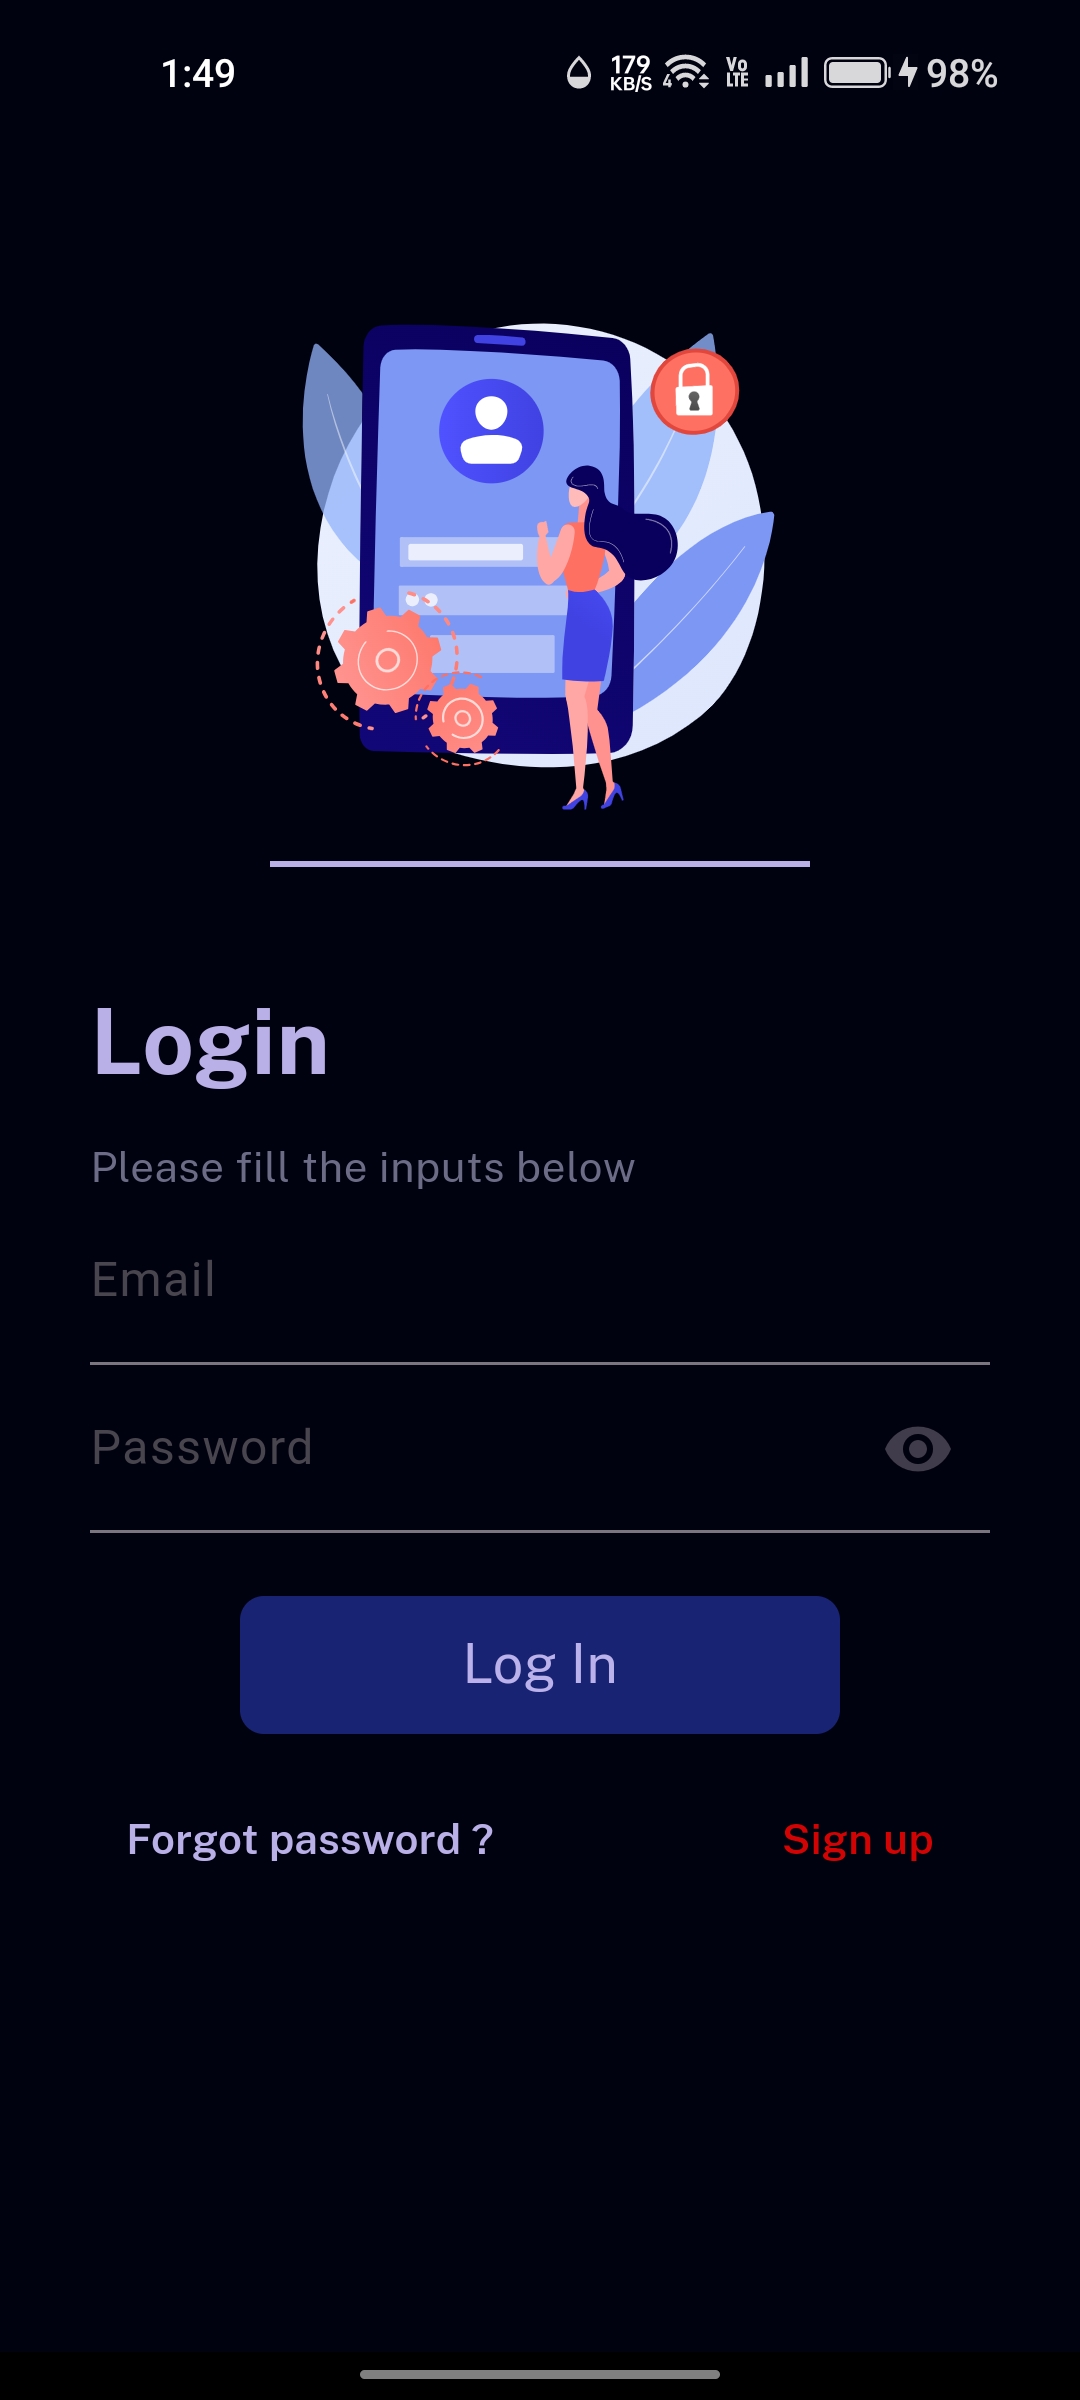 1:49 179 KB/S 4 Vo LTE 98%
Login
Please fill the inputs below
Email
Password
Log In
Forgot password ? Sign up